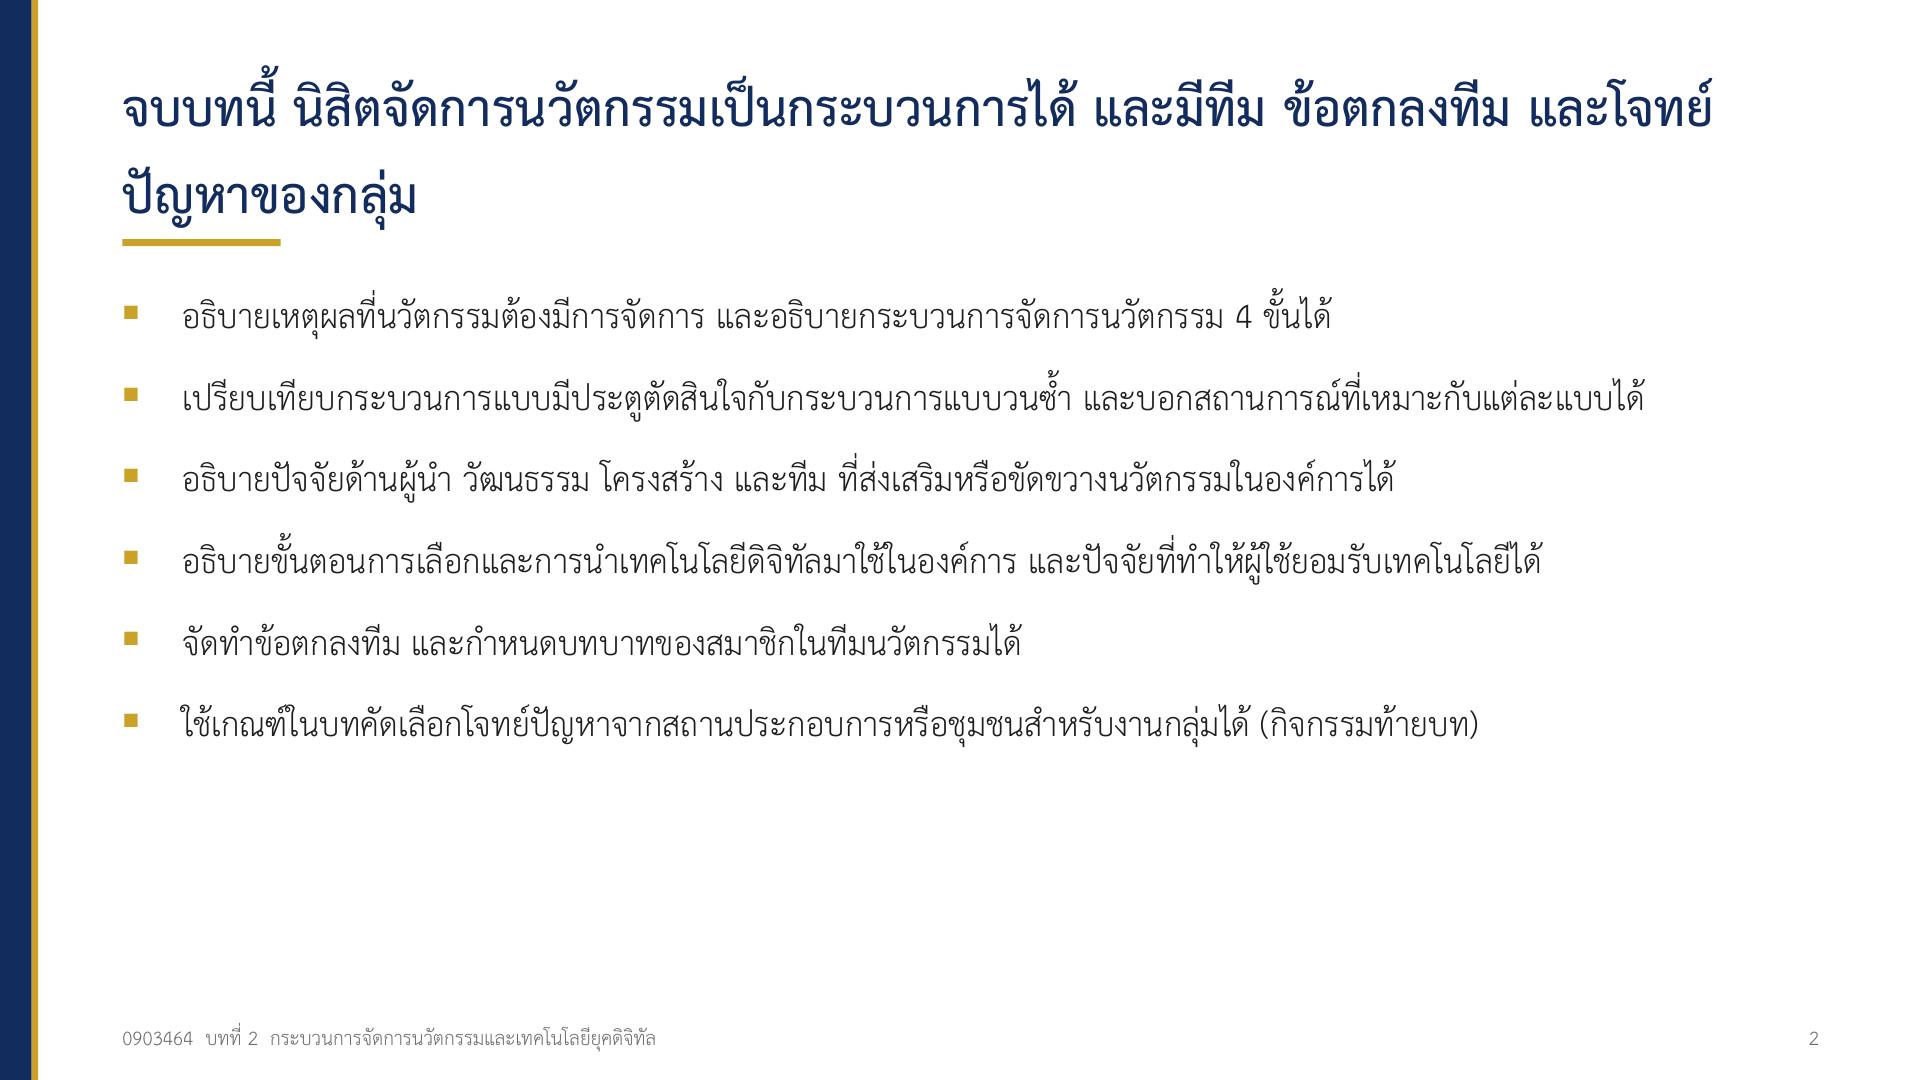 จบบทนี้ นิสิตจัดการนวัตกรรมเป็นกระบวนการได้ และมีทีม ข้อตกลงทีม และโจทย์
ปัญหาของกลุ่ม
▪ อธิบายเหตุผลที่นวัตกรรมต้องมีการจัดการ และอธิบายกระบวนการจัดการนวัตกรรม 4 ขั้นได้
▪ เปรียบเทียบกระบวนการแบบมีประตูตัดสินใจกับกระบวนการแบบวนซ้ำ และบอกสถานการณ์ที่เหมาะกับแต่ละแบบได้
▪ อธิบายปัจจัยด้านผู้นำ วัฒนธรรม โครงสร้าง และทีม ที่ส่งเสริมหรือขัดขวางนวัตกรรมในองค์การได้
▪ อธิบายขั้นตอนการเลือกและการนำเทคโนโลยีดิจิทัลมาใช้ในองค์การ และปัจจัยที่ทำให้ผู้ใช้ยอมรับเทคโนโลยีได้
▪ จัดทำข้อตกลงทีม และกำหนดบทบาทของสมาชิกในทีมนวัตกรรมได้
▪ ใช้เกณฑ์ในบทคัดเลือกโจทย์ปัญหาจากสถานประกอบการหรือชุมชนสำหรับงานกลุ่มได้ (กิจกรรมท้ายบท)
0903464 บทที่ 2 กระบวนการจัดการนวัตกรรมและเทคโนโลยียุคดิจิทัล
2